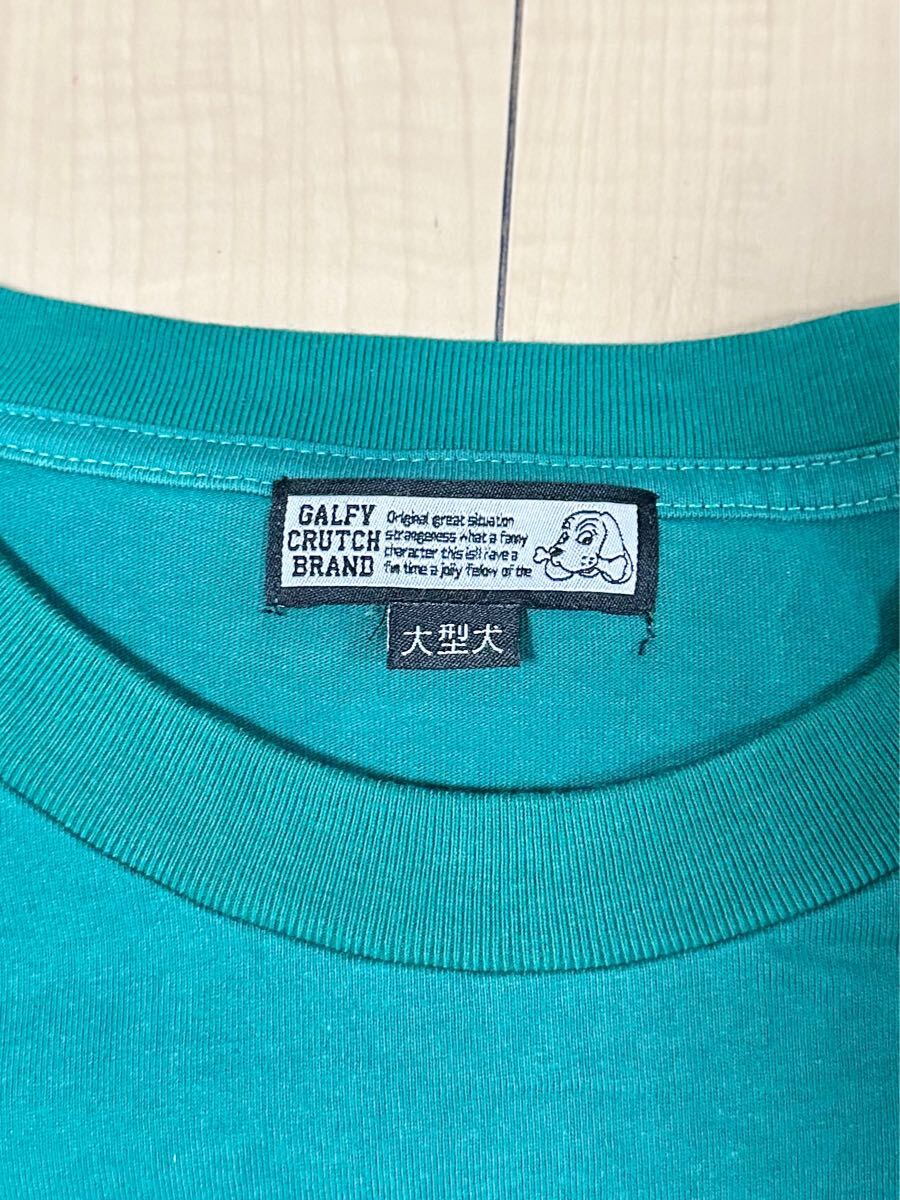 GALFY
CRUTCH
BRAND
Original great situaton
strangeness what a fanny
character this is!I have a
fun time a jolly felow of the
大型犬